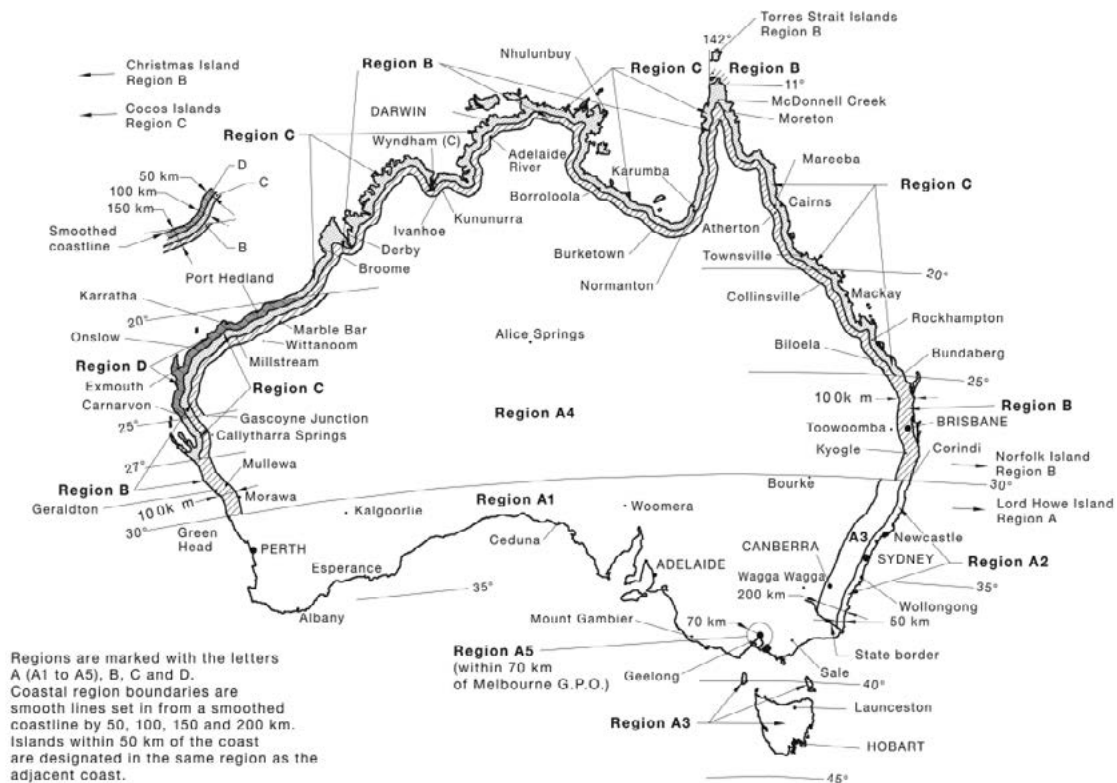 Torres Strait Islands
Region B
142°
Nhulunbuy
Christmas Island
Region B
Region B
Region C
Region B
11°
Cocos Islands
Region C
DARWIN
McDonnell Creek
Moreton
Region C
Wyndham (C)
D
50 km
C
100 km
150 km
Adelaide
River
Karumba
Mareeba
Region C
Borroloola
Cairns
Smoothed
coastline
B
Ivanhoe
Kununurra
Atherton
Derby
Burketown
Townsville
Port Hedland
Broome
20°
Normanton
Collinsville
Mackay
Karratha
20°
Marble Bar
Rockhampton
Onslow
Wittanoom
Alice Springs
Biloela
Millstream
Bundaberg
Region D
Exmouth
Region C
25°
100k m
Carnarvon
Region A4
Region B
Gascoyne Junction
25°
Toowoomba
BRISBANE
Callytharra Springs
Kyogle
Corindi
27°
Mullewa
Norfolk Island
Region B
Region B
Bourke
30°
Geraldton
100k m
Morawa
Region A1
Lord Howe Island
Region A
30°
Kalgoorlie
Woomera
Green
Head
Ceduna
A3
Newcastle
PERTH
CANBERRA
SYDNEY
Esperance
ADELAIDE
Region A2
Wagga Wagga
35°
35°
200 km
Wollongong
Albany
Mount Gambier
70 km
50 km
Region A5
(within 70 km
of Melbourne G.P.O.)
State border
Geelong
Sale
40°
Region A3
Launceston
HOBART
45°
Regions are marked with the letters
A (A1 to A5), B, C and D.
Coastal region boundaries are
smooth lines set in from a smoothed
coastline by 50, 100, 150 and 200 km.
Islands within 50 km of the coast
are designated in the same region as the
adjacent coast.